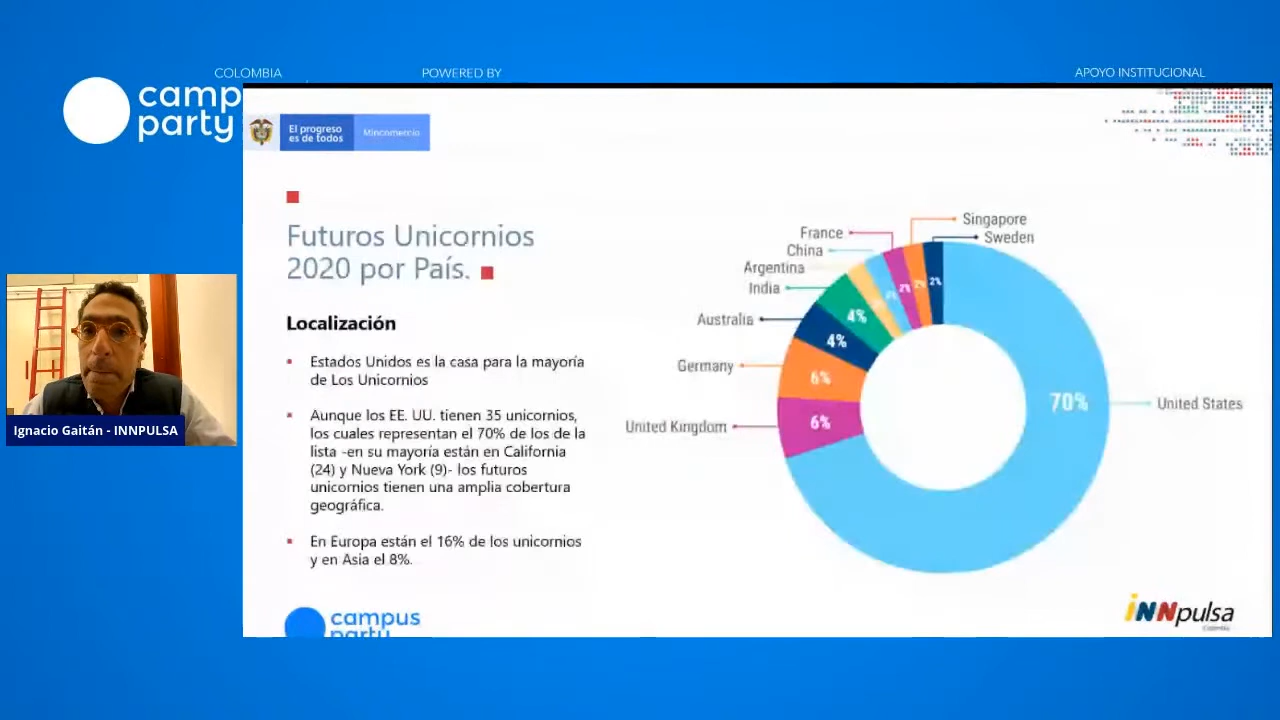 COLOMBIA
POWERED BY
APOYO INSTITUCIONAL
camp
party
El progreso
es de todos
Mincomercio
Futuros Unicornios
2020 por País.
Localización
Estados Unidos es la casa para la mayoría
de Los Unicornios
Aunque los EE. UU. tienen 35 unicornios,
los cuales representan el 70% de los de la
lista -en su mayoría están en California
(24) y Nueva York (9)- los futuros
unicornios tienen una amplia cobertura
geográfica.
En Europa están el 16% de los unicornios
y en Asia el 8%.
Singapore
Sweden
France
China
Argentina
India
Australia
Germany
United Kingdom
United States
2%
2%
2%
4%
4%
6%
6%
70%
Ignacio Gaitán - INNPULSA
campus
party
iNNpulsa
Colombia